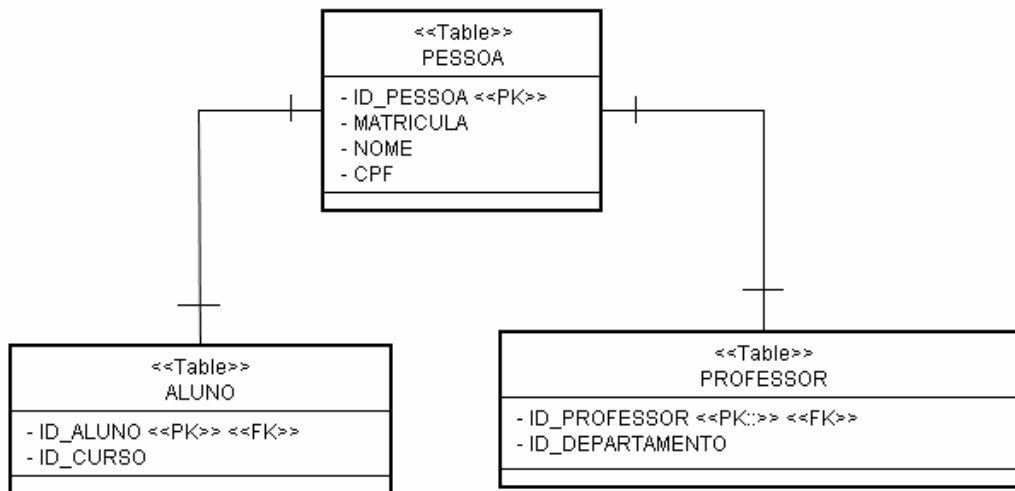 <<Table>>
PESSOA
- ID_PESSOA <<PK>>
- MATRICULA
- NOME
- CPF
<<Table>>
ALUNO
- ID_ALUNO <<PK>> <<FK>>
- ID_CURSO
<<Table>>
PROFESSOR
- ID_PROFESSOR <<PK::>> <<FK>>
- ID_DEPARTAMENTO